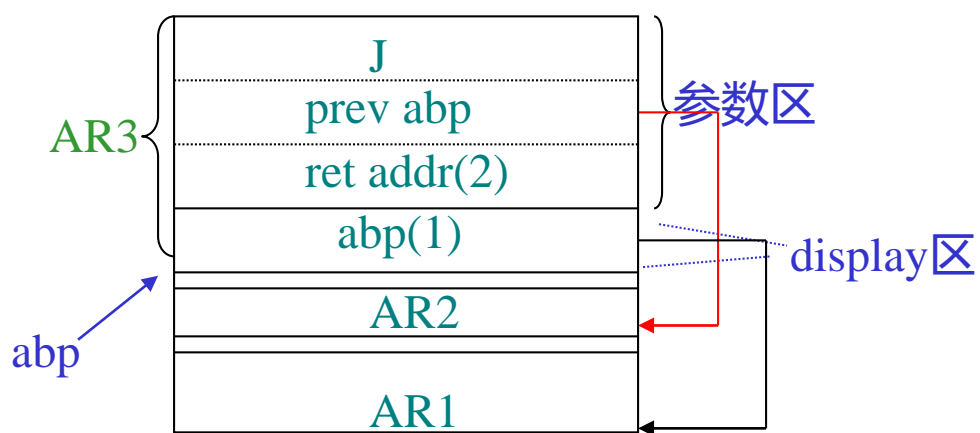 J
prev abp
参数区
AR3
ret addr(2)
abp(1)
display区
AR2
abp
AR1